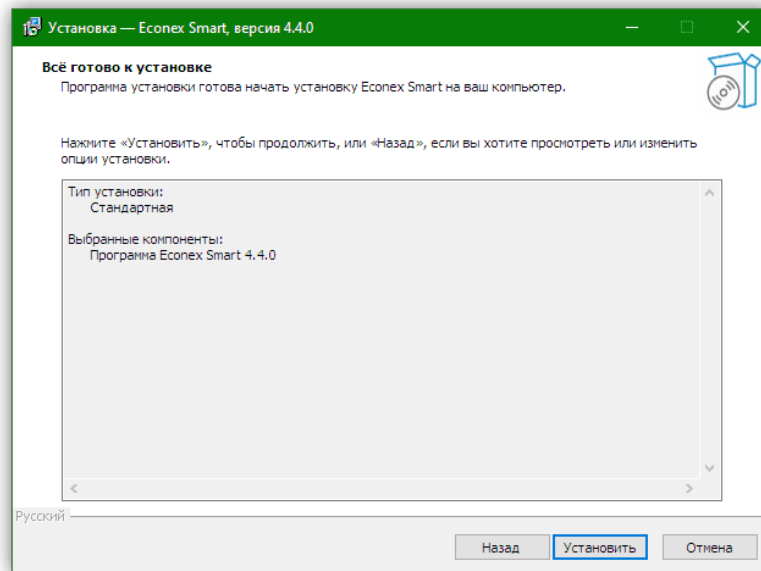 Установка — Econex Smart, версия 4.4.0
Всё готово к установке
Программа установки готова начать установку Econex Smart на ваш компьютер.
Нажмите «Установить», чтобы продолжить, или «Назад», если вы хотите просмотреть или изменить
опции установки.
Тип установки:
Стандартная
Выбранные компоненты:
Программа Econex Smart 4.4.0
Русский
Назад
Установить
Отмена